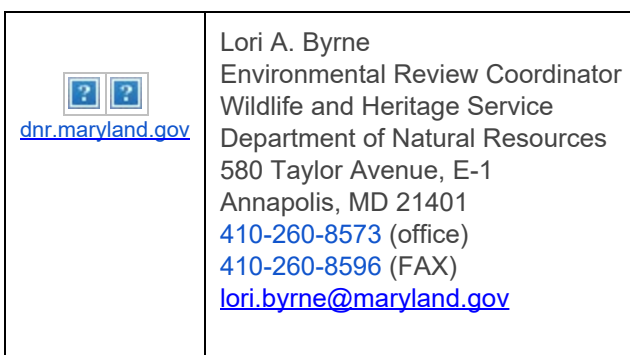 dnr.maryland.gov
Lori A. Byrne
Environmental Review Coordinator
Wildlife and Heritage Service
Department of Natural Resources
580 Taylor Avenue, E-1
Annapolis, MD 21401
410-260-8573 (office)
410-260-8596 (FAX)
lori.byrne@maryland.gov